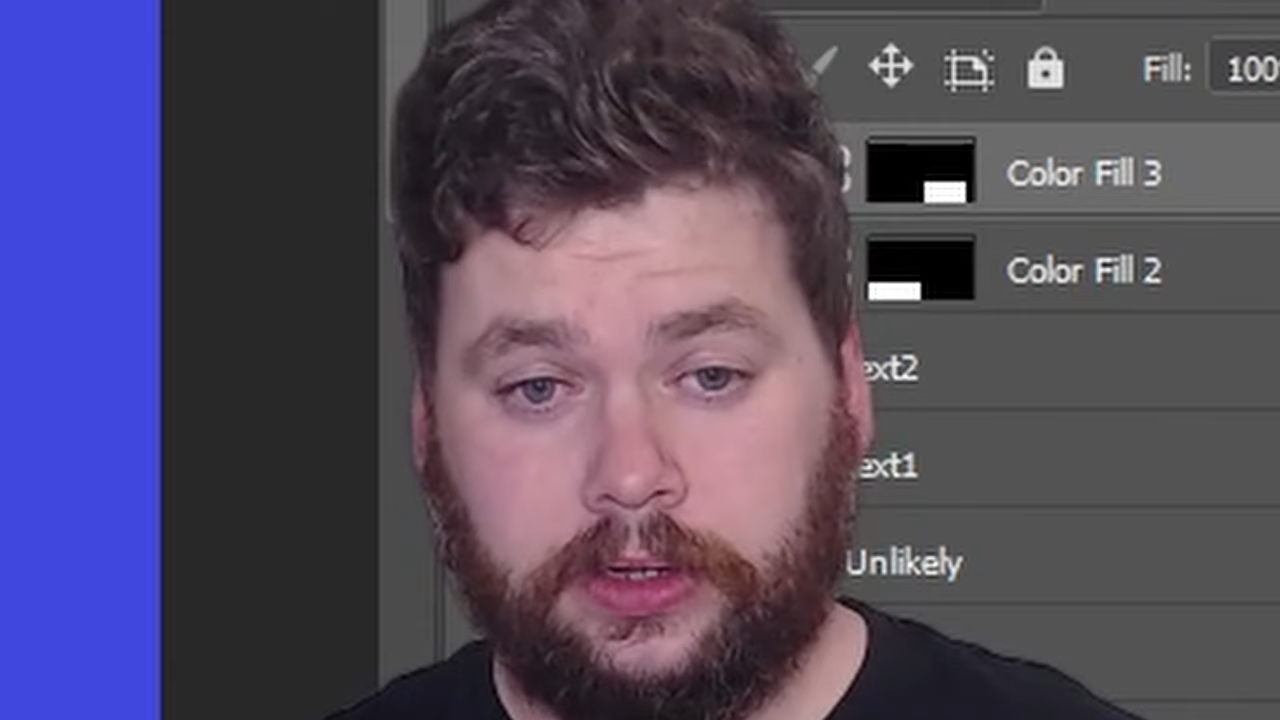 Fill: 100
Color Fill 3
Color Fill 2
ext2
ext1
Unlikely